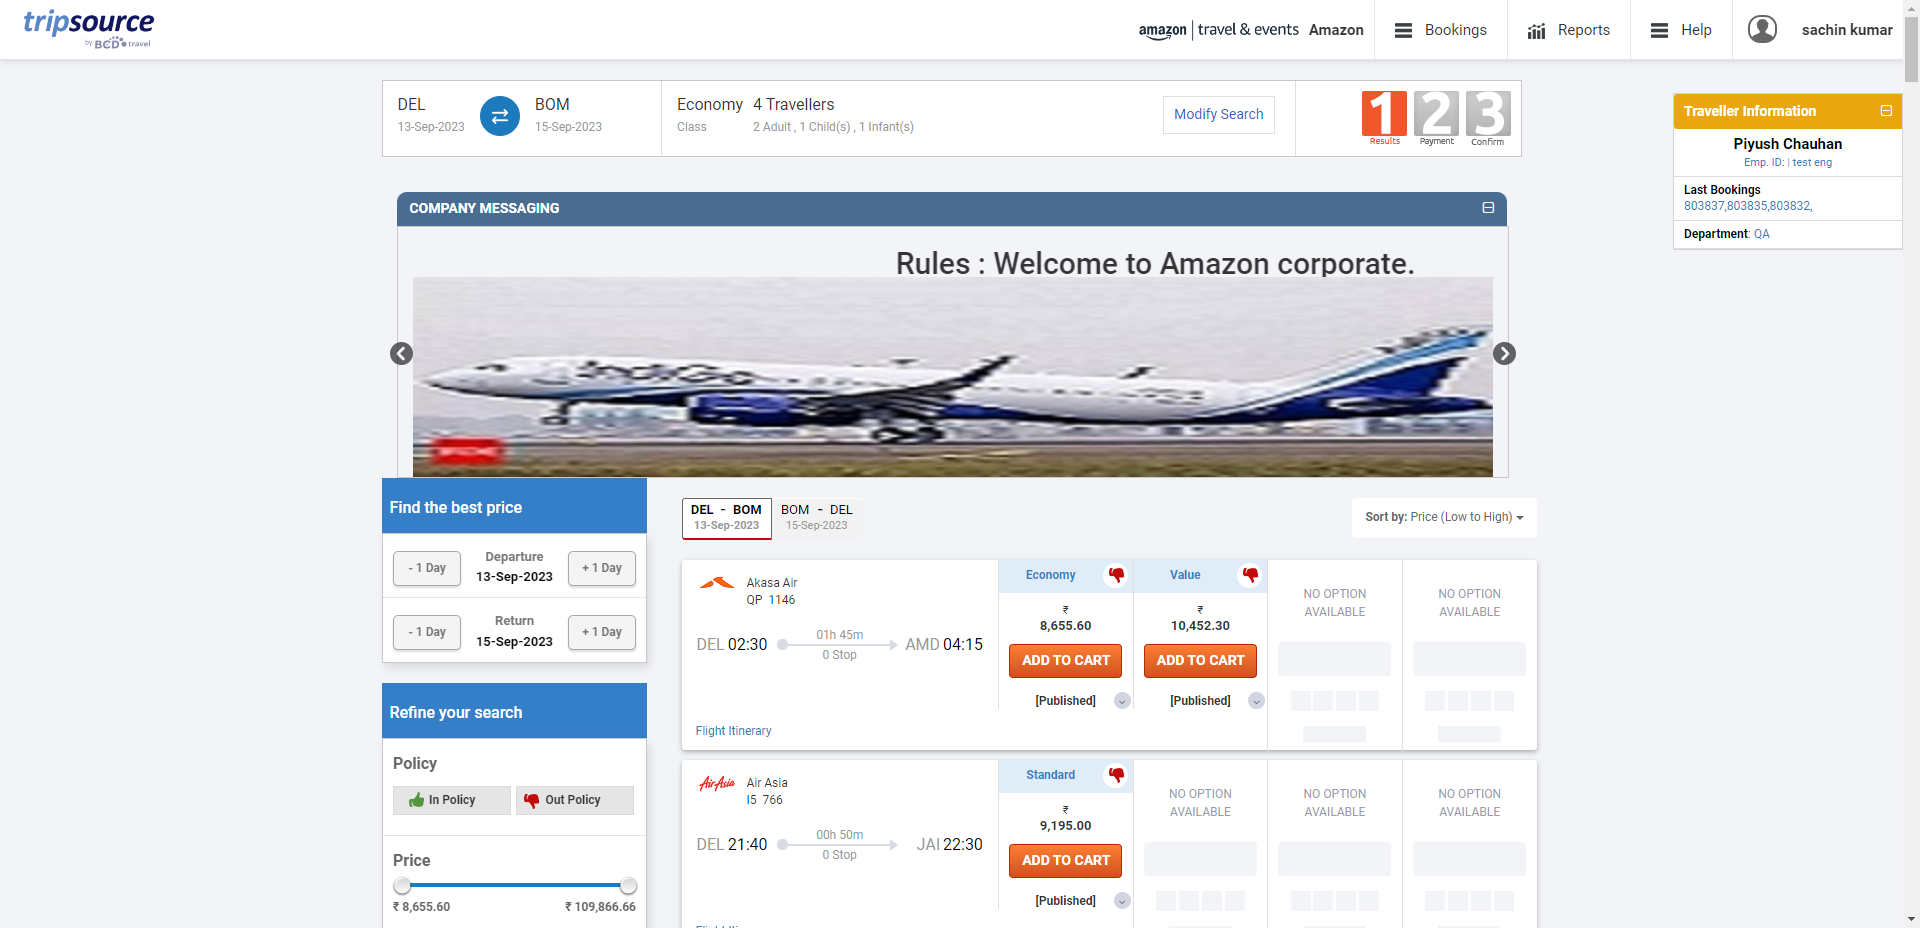 tripsource
by BCD travel
amazon | travel & events Amazon
Bookings
Reports
Help
sachin kumar
DEL
13-Sep-2023
BOM
15-Sep-2023
Economy 4 Travellers
Class 2 Adult , 1 Child(s) , 1 Infant(s)
Modify Search
1 2 3
Results Payment Confirm
Traveller Information
Piyush Chauhan
Emp. ID: | test eng
Last Bookings
803837,803835,803832,
Department: QA
COMPANY MESSAGING
Rules : Welcome to Amazon corporate.
IndiGo
Find the best price
- 1 Day
Departure
13-Sep-2023
+ 1 Day
- 1 Day
Return
15-Sep-2023
+ 1 Day
Refine your search
Policy
In Policy
Out Policy
Price
₹ 8,655.60
₹ 109,866.66
DEL - BOM
13-Sep-2023
BOM - DEL
15-Sep-2023
Sort by: Price (Low to High)
Akasa Air
QP 1146
DEL 02:30
01h 45m
0 Stop
AMD 04:15
Flight Itinerary
Economy
₹
8,655.60
ADD TO CART
[Published]
Value
₹
10,452.30
ADD TO CART
[Published]
NO OPTION
AVAILABLE
NO OPTION
AVAILABLE
AirAsia
Air Asia
I5 766
DEL 21:40
00h 50m
0 Stop
JAI 22:30
Standard
₹
9,195.00
ADD TO CART
[Published]
NO OPTION
AVAILABLE
NO OPTION
AVAILABLE
NO OPTION
AVAILABLE